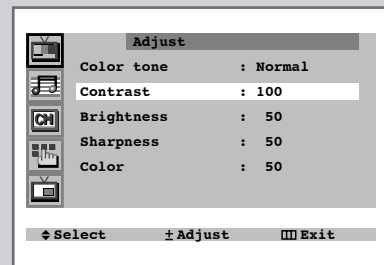 Adjust
Color tone : Normal
Contrast : 100
Brightness : 50
Sharpness : 50
Color : 50
CH
Select ± Adjust Exit